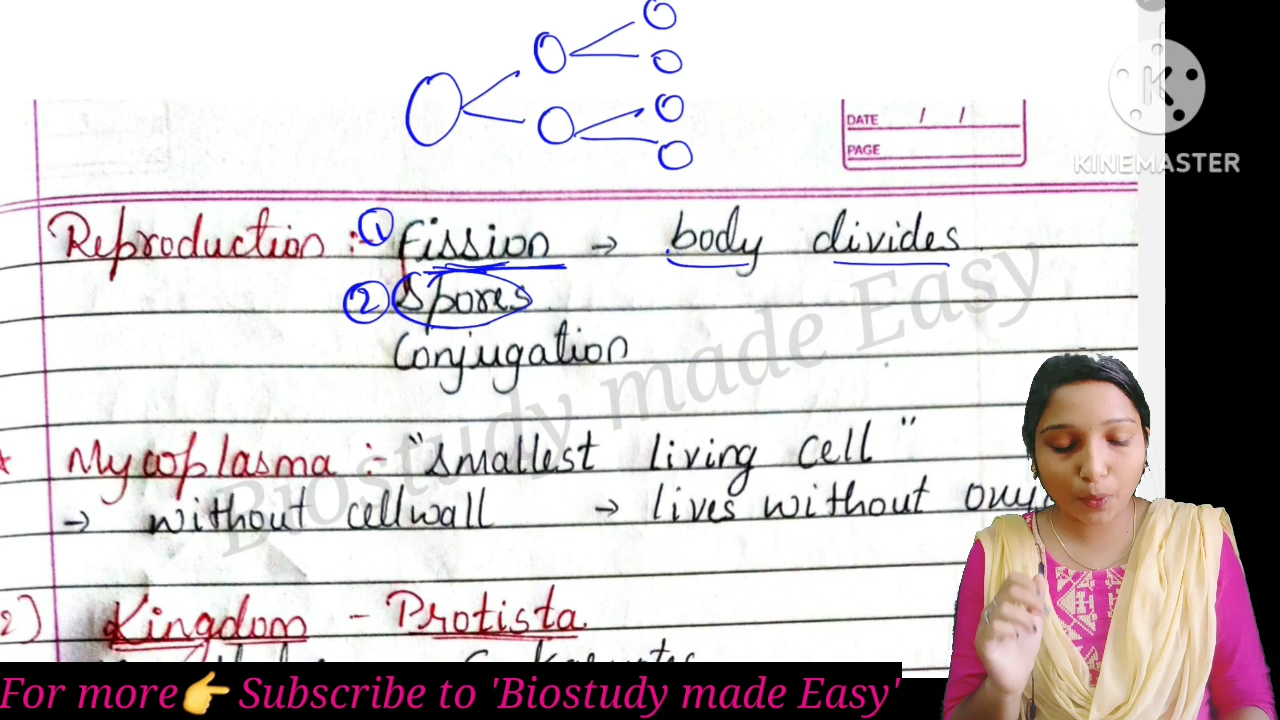 DATE / /
PAGE
KINEMASTER
Reproduction :- ① fission → body divides
② Spores
Conjugation
Biostudy made Easy
* Mycoplasma :- "Smallest living cell"
→ without cellwall → lives without
2) Kingdom - Protista
For more👉 Subscribe to 'Biostudy made Easy'